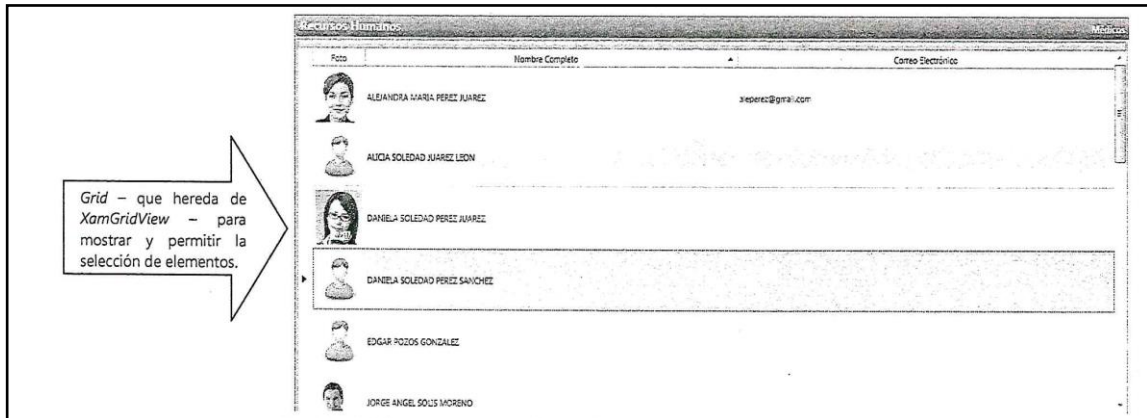 Recursos Humanos
Médicos
Foto
Nombre Completo
Correo Electrónico
ALEJANDRA MARIA PEREZ JUAREZ
aleperez@gmail.com
ALICIA SOLEDAD JUAREZ LEON
Grid – que hereda de
XamGridView – para
mostrar y permitir la
selección de elementos.
DANIELA SOLEDAD PEREZ JUAREZ
DANIELA SOLEDAD PEREZ SANCHEZ
EDGAR POZOS GONZALEZ
JORGE ANGEL SOLIS MORENO